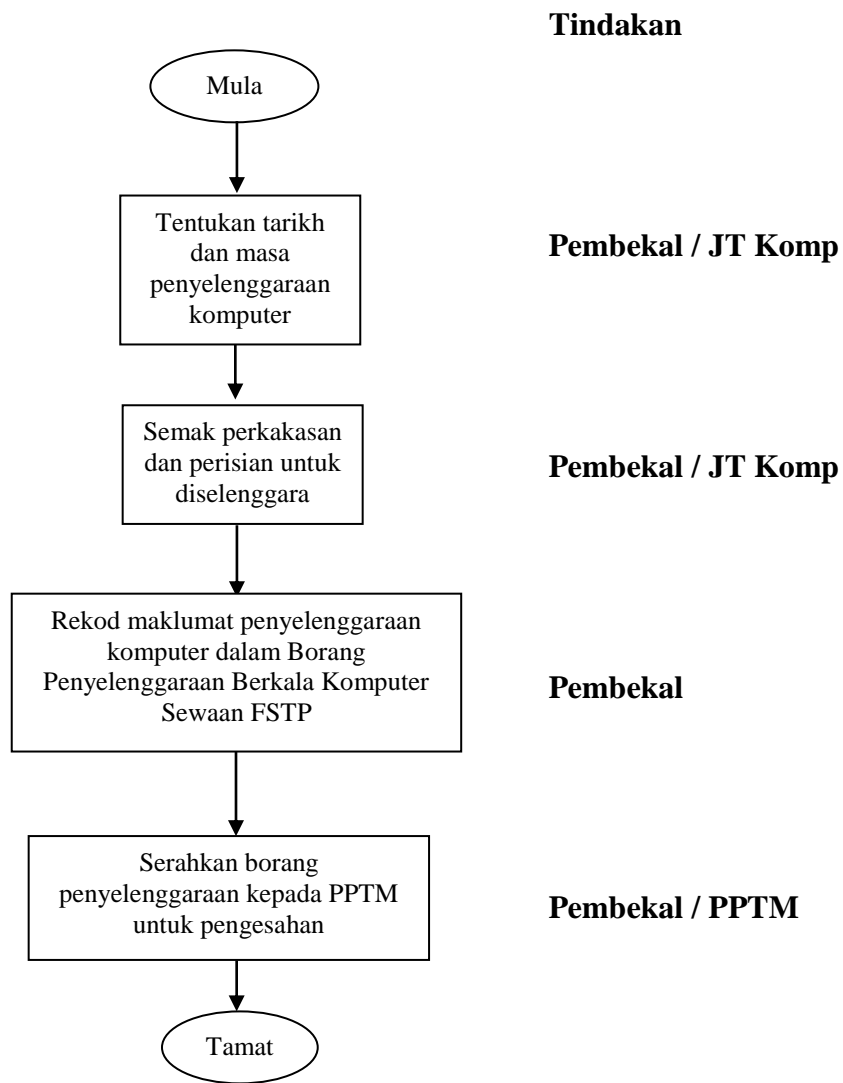 Tindakan
Mula
Tentukan tarikh
dan masa
penyelenggaraan
komputer
Pembekal / JT Komp
Semak perkakasan
dan perisian untuk
diselenggara
Pembekal / JT Komp
Rekod maklumat penyelenggaraan
komputer dalam Borang
Penyelenggaraan Berkala Komputer
Sewaan FSTP
Pembekal
Serahkan borang
penyelenggaraan kepada PPTM
untuk pengesahan
Pembekal / PPTM
Tamat